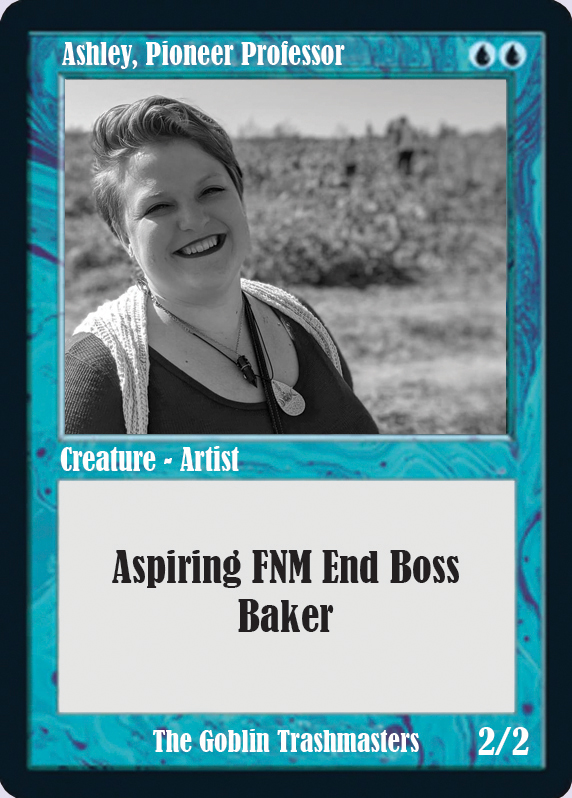 Ashley, Pioneer Professor
Creature - Artist
Aspiring FNM End Boss
Baker
The Goblin Trashmasters
2/2